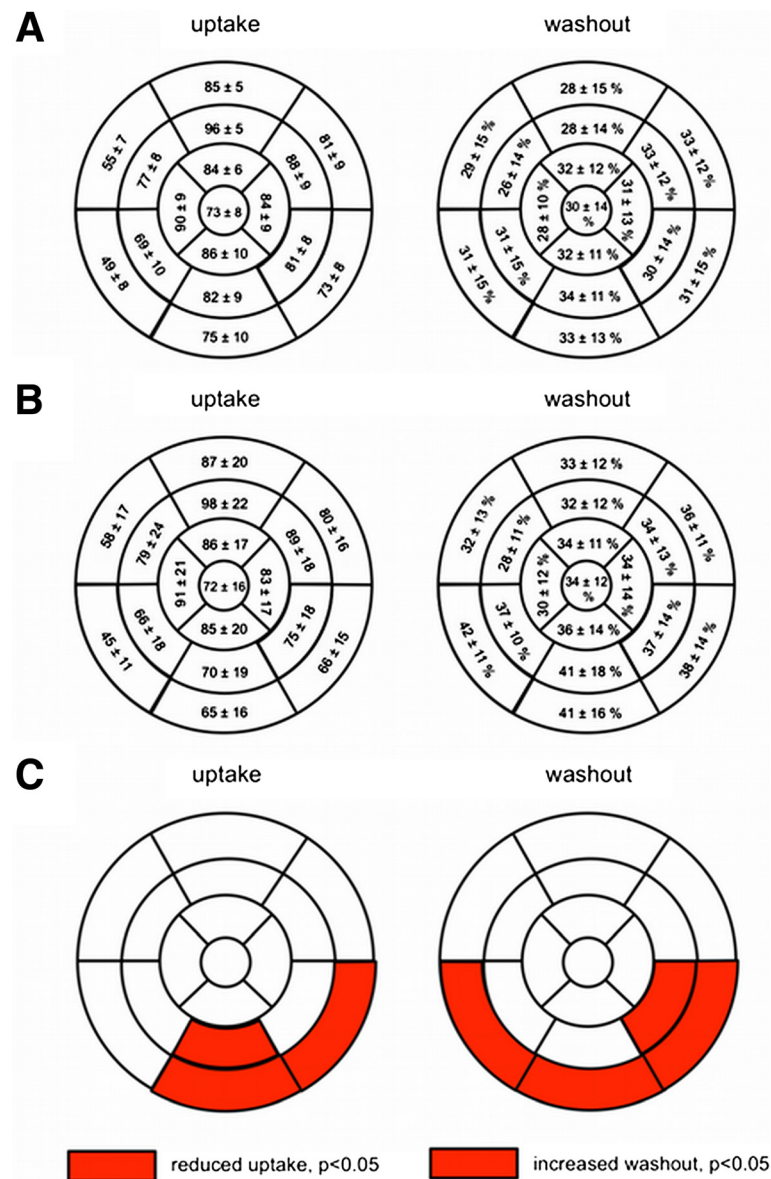 A
uptake
washout
85 ± 5
96 ± 5
84 ± 6
55 ± 7
77 ± 8
90 ± 9
73 ± 8
84 ± 9
88 ± 9
81 ± 9
49 ± 8
69 ± 10
86 ± 10
81 ± 8
73 ± 8
82 ± 9
75 ± 10
28 ± 15 %
28 ± 14 %
32 ± 12 %
29 ± 15 %
26 ± 14 %
28 ± 10 %
30 ± 14
%
31 ± 13 %
33 ± 12 %
33 ± 12 %
31 ± 15 %
31 ± 15 %
32 ± 11 %
30 ± 14 %
31 ± 15 %
34 ± 11 %
33 ± 13 %
B
uptake
washout
87 ± 20
98 ± 22
86 ± 17
58 ± 17
79 ± 24
91 ± 21
72 ± 16
83 ± 17
89 ± 18
80 ± 16
45 ± 11
66 ± 18
85 ± 20
75 ± 18
66 ± 15
70 ± 19
65 ± 16
33 ± 12 %
32 ± 12 %
34 ± 11 %
32 ± 13 %
28 ± 11 %
30 ± 12 %
34 ± 12
%
34 ± 14 %
34 ± 13 %
36 ± 11 %
42 ± 11 %
37 ± 10 %
36 ± 14 %
37 ± 14 %
38 ± 14 %
41 ± 18 %
41 ± 16 %
C
uptake
washout
reduced uptake, p<0.05
increased washout, p<0.05